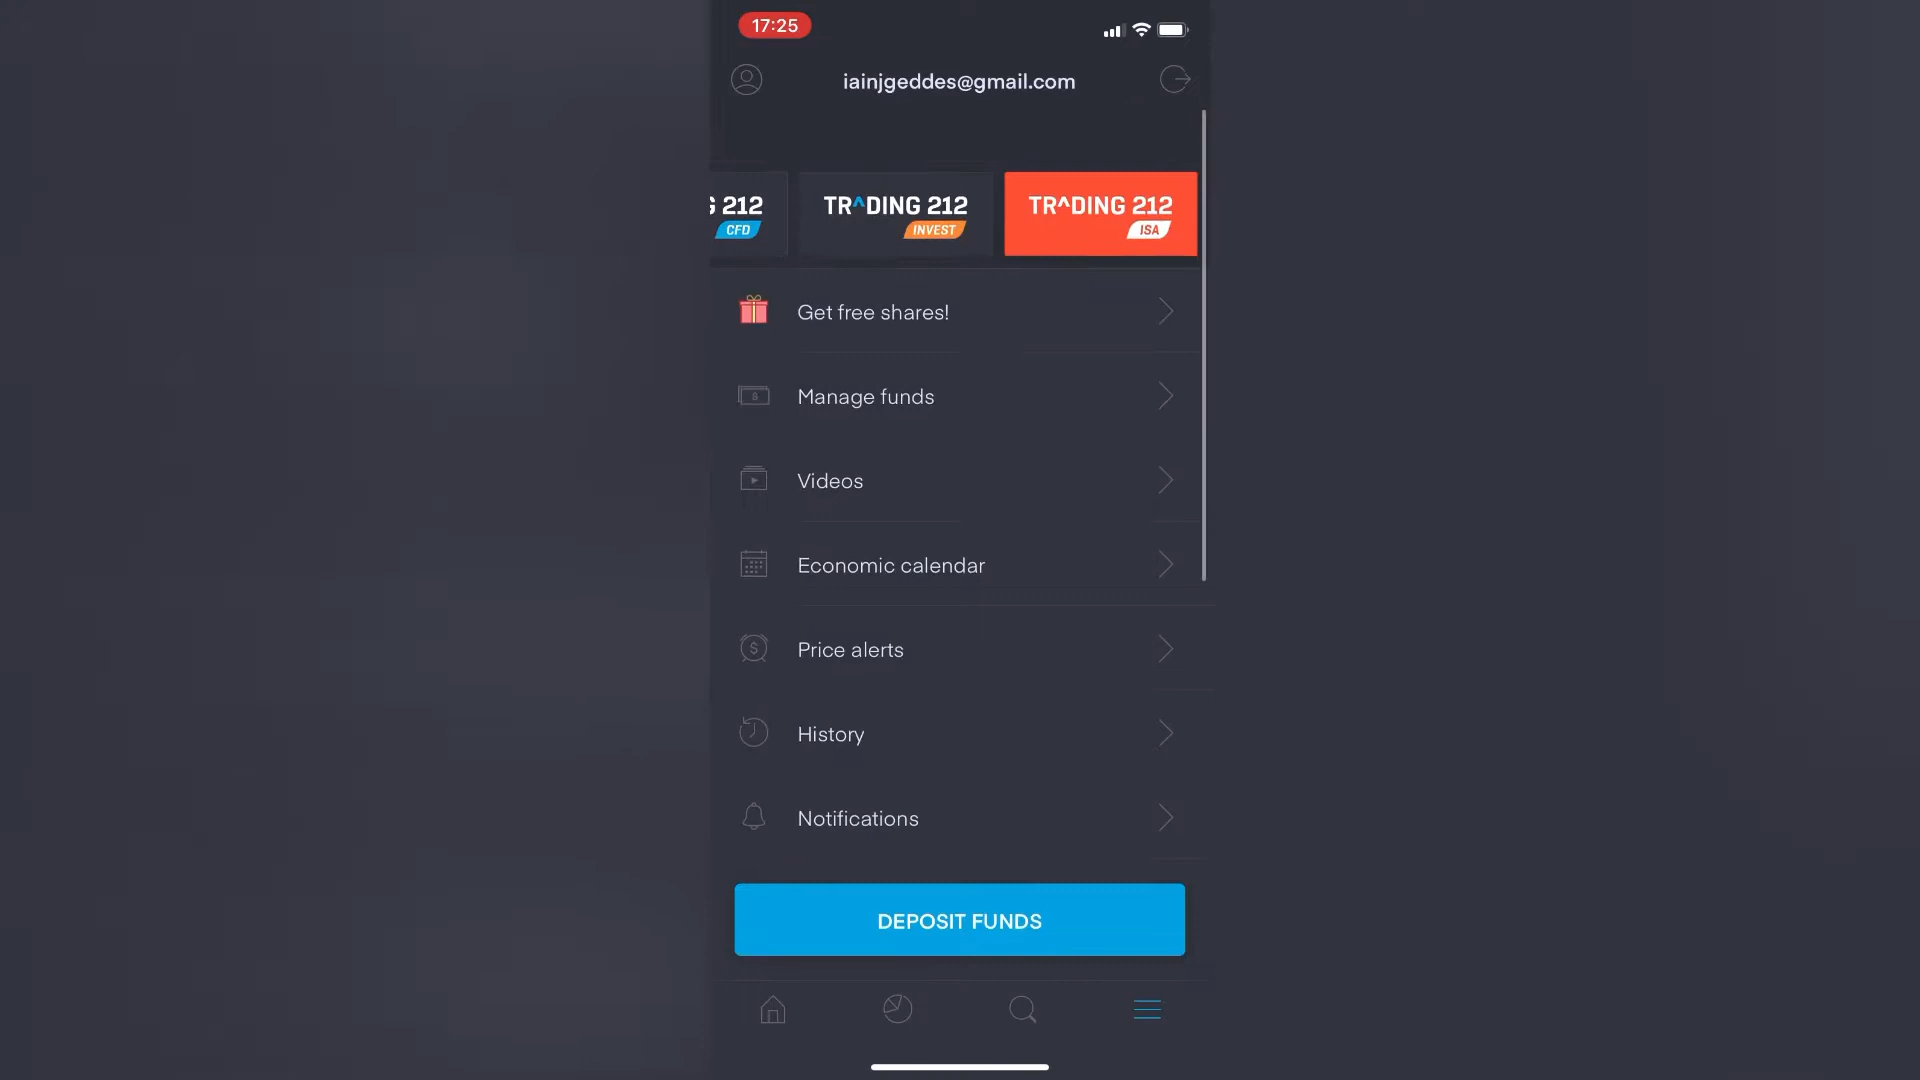 17:25
iainjgeddes@gmail.com
G 212
CFD
TR^DING 212
INVEST
TR^DING 212
ISA
Get free shares!
Manage funds
Videos
Economic calendar
Price alerts
History
Notifications
DEPOSIT FUNDS